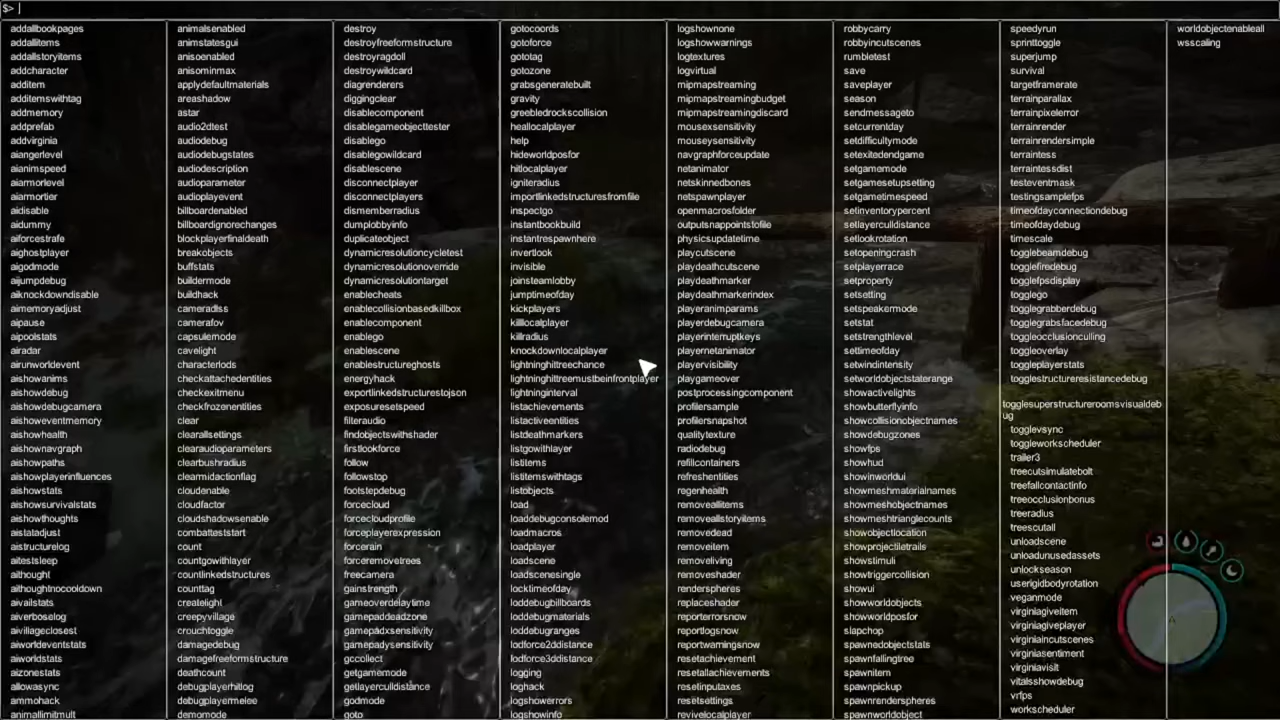 $> |
addallbookpages
addallitems
addallstoryitems
addcharacter
additem
additemswithtag
addmemory
addprefab
addvirginia
aiangerlevel
aianimspeed
aiarmorlevel
aiarmortier
aidisable
aidummy
aiforcestrafe
aighostplayer
aigodmode
aijumpdebug
aiknockdowndisable
aimemoryadjust
aipause
aipoolstats
airadar
airunworldevent
aishowanims
aishowdebug
aishowdebugcamera
aishoweventmemory
aishowhealth
aishownavgraph
aishowpaths
aishowplayerinfluences
aishowstats
aishowsurvivalstats
aishowthoughts
aistatadjust
aistructurelog
aitestsleep
aithought
aithoughtnocooldown
aivailstats
aiverboselog
aivillageclosest
aiworldeventstats
aiworldstats
aizonestats
allowasync
ammohack
animallimitmult
animalsenabled
animstatesgui
anisoenabled
anisominmax
applydefaultmaterials
areashadow
astar
audio2dtest
audiodebug
audiodebugstates
audiodescription
audioparameter
audioplayevent
billboardenabled
billboardignorechanges
blockplayerfinaldeath
breakobjects
buffstats
buildermode
buildhack
cameradiss
camerafov
capsulemode
cavelight
characterlods
checkattachedentities
checkexitmenu
checkfrozenentities
clear
clearallsettings
clearaudioparameters
clearbushradius
clearmidactionflag
cloudenable
cloudfactor
cloudshadowsenable
combatteststart
count
countgowithlayer
countlinkedstructures
counttag
createlight
creepyvillage
crouchtoggle
damagedebug
damagefreeformstructure
deathcount
debugplayerhitlog
debugplayermelee
demomode
destroy
destroyfreeformstructure
destroyragdoll
destroywildcard
diagrenderers
diggingclear
disablecomponent
disablegameobjecttester
disablego
disablegowildcard
disablescene
disconnectplayer
disconnectplayers
dismemberradius
dumplobbyinfo
duplicateobject
dynamicresolutioncycletest
dynamicresolutionoverride
dynamicresolutiontarget
enablecheats
enablecollisionbasedkillbox
enablecomponent
enablego
enablescene
enablestructureghosts
energyhack
exportlinkedstructurestojson
exposuresetspeed
filteraudio
findobjectswithshader
firstlookforce
follow
followstop
footstepdebug
forcecloud
forcecloudprofile
forceplayerexpression
forcerain
forceremovetrees
freecamera
gainstrength
gameoverdelaytime
gamepaddeadzone
gamepadxsensitivity
gamepadysensitivity
gccollect
getgamemode
getlayerculldistance
godmode
goto
gotocoords
gotoforce
gototag
gotozone
grabsgeneratebuilt
gravity
greebledrockscollision
heallocalplayer
help
hideworldposfor
hitlocalplayer
igniteradius
importlinkedstructuresfromfile
inspectgo
instantbookbuild
instantrespawnhere
invertlook
invisible
joinsteamlobby
jumptimeofday
kickplayers
killlocalplayer
killradius
knockdownlocalplayer
lightninghittreechance
lightninghittreemustbeinfrontplayer
lightninginterval
listachievements
listactiveentities
listdeathmarkers
listgowithlayer
listitems
listitemswithtags
listobjects
load
loaddebugconsolemod
loadmacros
loadplayer
loadscene
loadscenesingle
locktimeofday
loddebugbillboards
loddebugmaterials
loddebugranges
lodforce2ddistance
lodforce3ddistance
logging
loghack
logshowerrors
logshowinfo
logshownone
logshowwarnings
logtextures
logvirtual
mipmapstreaming
mipmapstreamingbudget
mipmapstreamingdiscard
mousexsensitivity
mouseysensitivity
navgraphforceupdate
netanimator
netskinnedbones
netspawnplayer
openmacrosfolder
outputsnappointsfile
physicsupdatetime
playcutscene
playdeathcutscene
playdeathmarker
playdeathmarkerindex
playeranimparams
playerdebugcamera
playerinterruptkeys
playernetanimator
playervisibility
playgameover
postprocessingcomponent
profilersample
profilersnapshot
qualitytexture
radiodebug
refillcontainers
refreshentities
regenhealth
removeallitems
removeallstoryitems
removedead
removeitem
removeliving
removeshader
renderspheres
replaceshader
reporterrorsnow
reportlogsnow
reportwarningsnow
resetachievement
resetallachievements
resetinputaxes
resetsettings
revivelocalplayer
robbycarry
robbyincutscenes
rumbletest
save
saveplayer
season
sendmessageto
setcurrentday
setdifficultymode
setexitedendgame
setgamemode
setgamesetupsetting
setgametimespeed
setinventorypercent
setlayerculldistance
setlookrotation
setopeningcrash
setplayerrace
setproperty
setsetting
setspeakermode
setstat
setstrengthlevel
settimeofday
setwindintensity
setworldobjectstaterange
showactivelights
showbutterflyinfo
showcollisionobjectnames
showdebugzones
showfps
showhud
showinworldui
showmeshmaterialnames
showmeshobjectnames
showmeshtrianglecounts
showobjectlocation
showprojectiletrails
showstimuli
showtriggercollision
showui
showworldobjects
showworldposfor
slapchop
spawnedobjectstats
spawnfallingtree
spawnitem
spawnpickup
spawnrenderspheres
spawnworldobject
speedyrun
sprinttoggle
superjump
survival
targetframerate
terrainparallax
terrainpixelerror
terrainrender
terrainrendersimple
terraintess
terraintessdist
testeventmask
testingsamplefps
timeofdayconnectiondebug
timeofdaydebug
timescale
togglebeamdebug
togglefiredebug
togglefpsdisplay
togglego
togglegrabberdebug
togglegrabsfacedebug
toggleocclusionculling
toggleoverlay
toggleplayerstats
togglestructureresistancedebug
togglesuperstructureroomsvisualdeb
ug
togglevsync
toggleworkscheduler
trailer3
treecutsimulatebolt
treefallcontactinfo
treeocclusionbonus
treeradius
treescutall
unloadscene
unloadunusedassets
unlockseason
userigidbodyrotation
veganmode
virginiagiveitem
virginiagiveplayer
virginiaincutscenes
virginiasentiment
virginiavisit
vitalsshowdebug
vrfps
workscheduler
worldobjectenableall
wsscaling